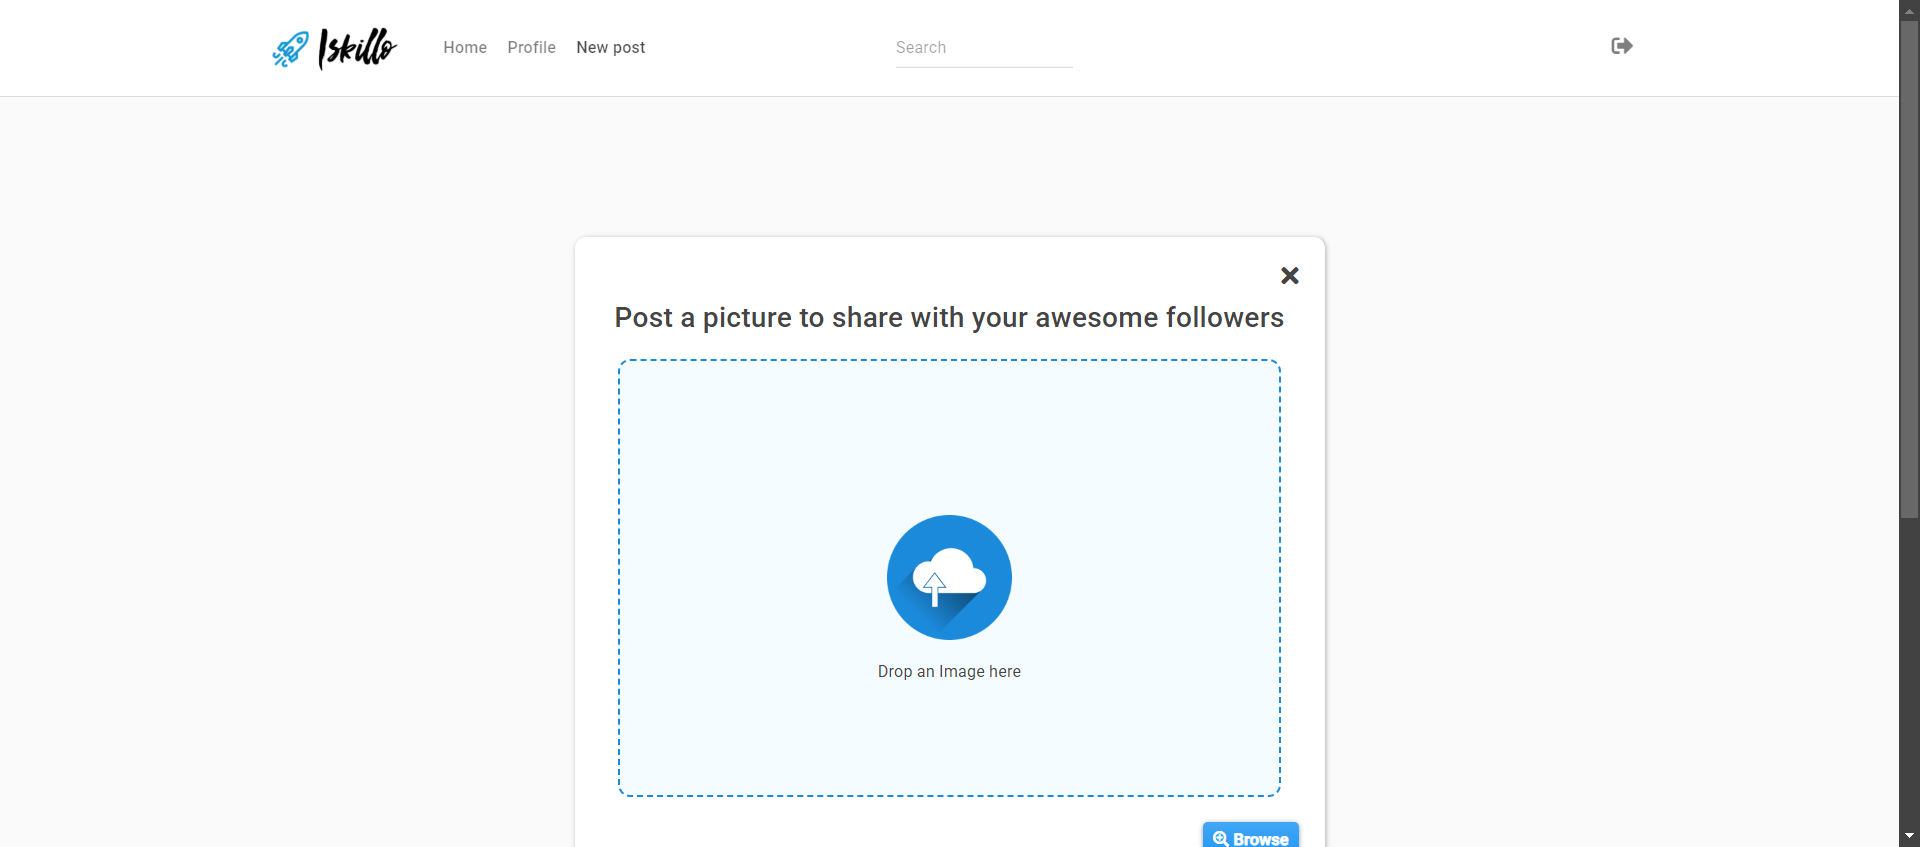 Iskillo
Home Profile New post
Search
Post a picture to share with your awesome followers
Drop an Image here
Browse